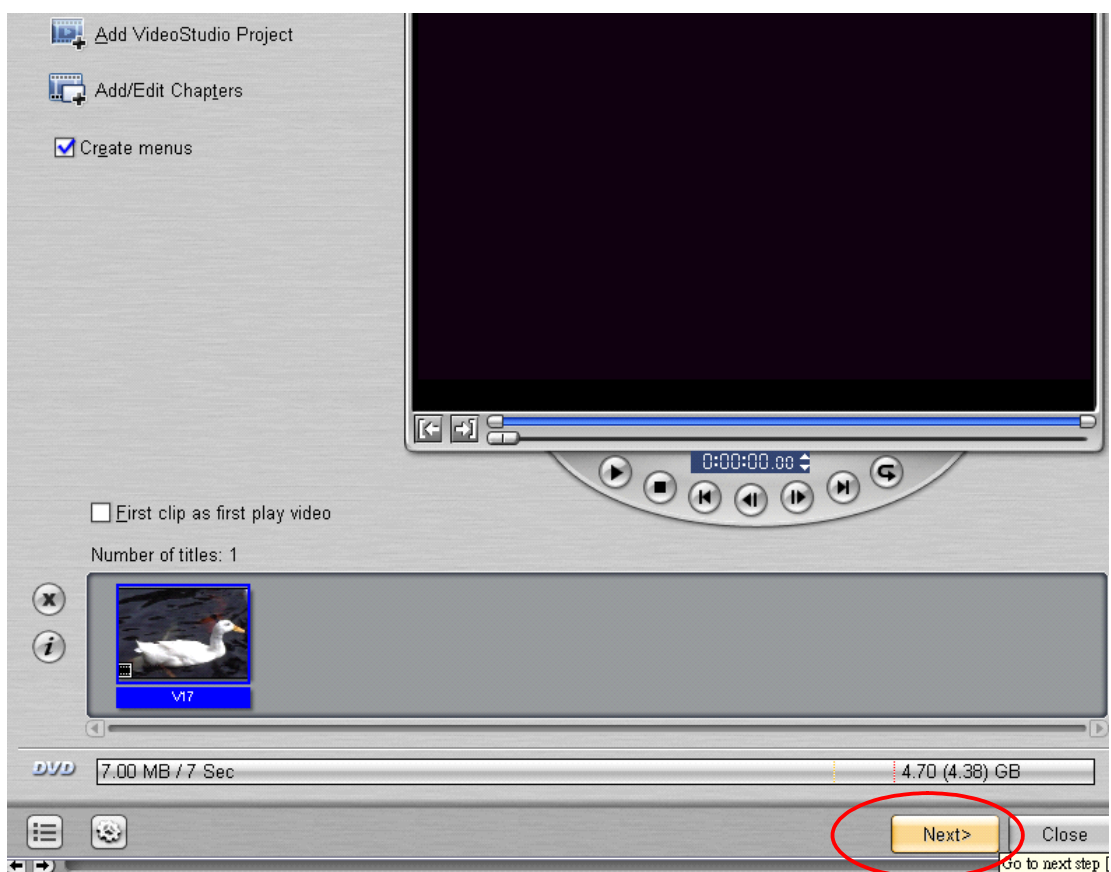 Add VideoStudio Project
Add/Edit Chapters
Create menus
0:00:00.00
First clip as first play video
Number of titles: 1
V17
DVD 7.00 MB / 7 Sec 4.70 (4.38) GB
Next> Close
Go to next step [